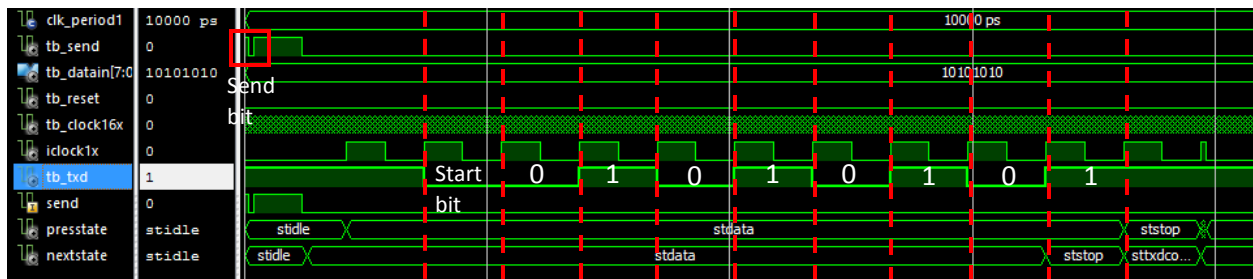 clk_period1 10000 ps 10000 ps
tb_send 0
tb_datain[7:0 10101010 10101010
Send
bit
tb_reset 0
tb_clock16x 0
iclock1x 0
tb_txd 1 Start 0 1 0 1 0 1 0 1
bit
send 0
presstate stidle stidle stdata ststop
nextstate stidle stidle stdata ststop sttxdco...